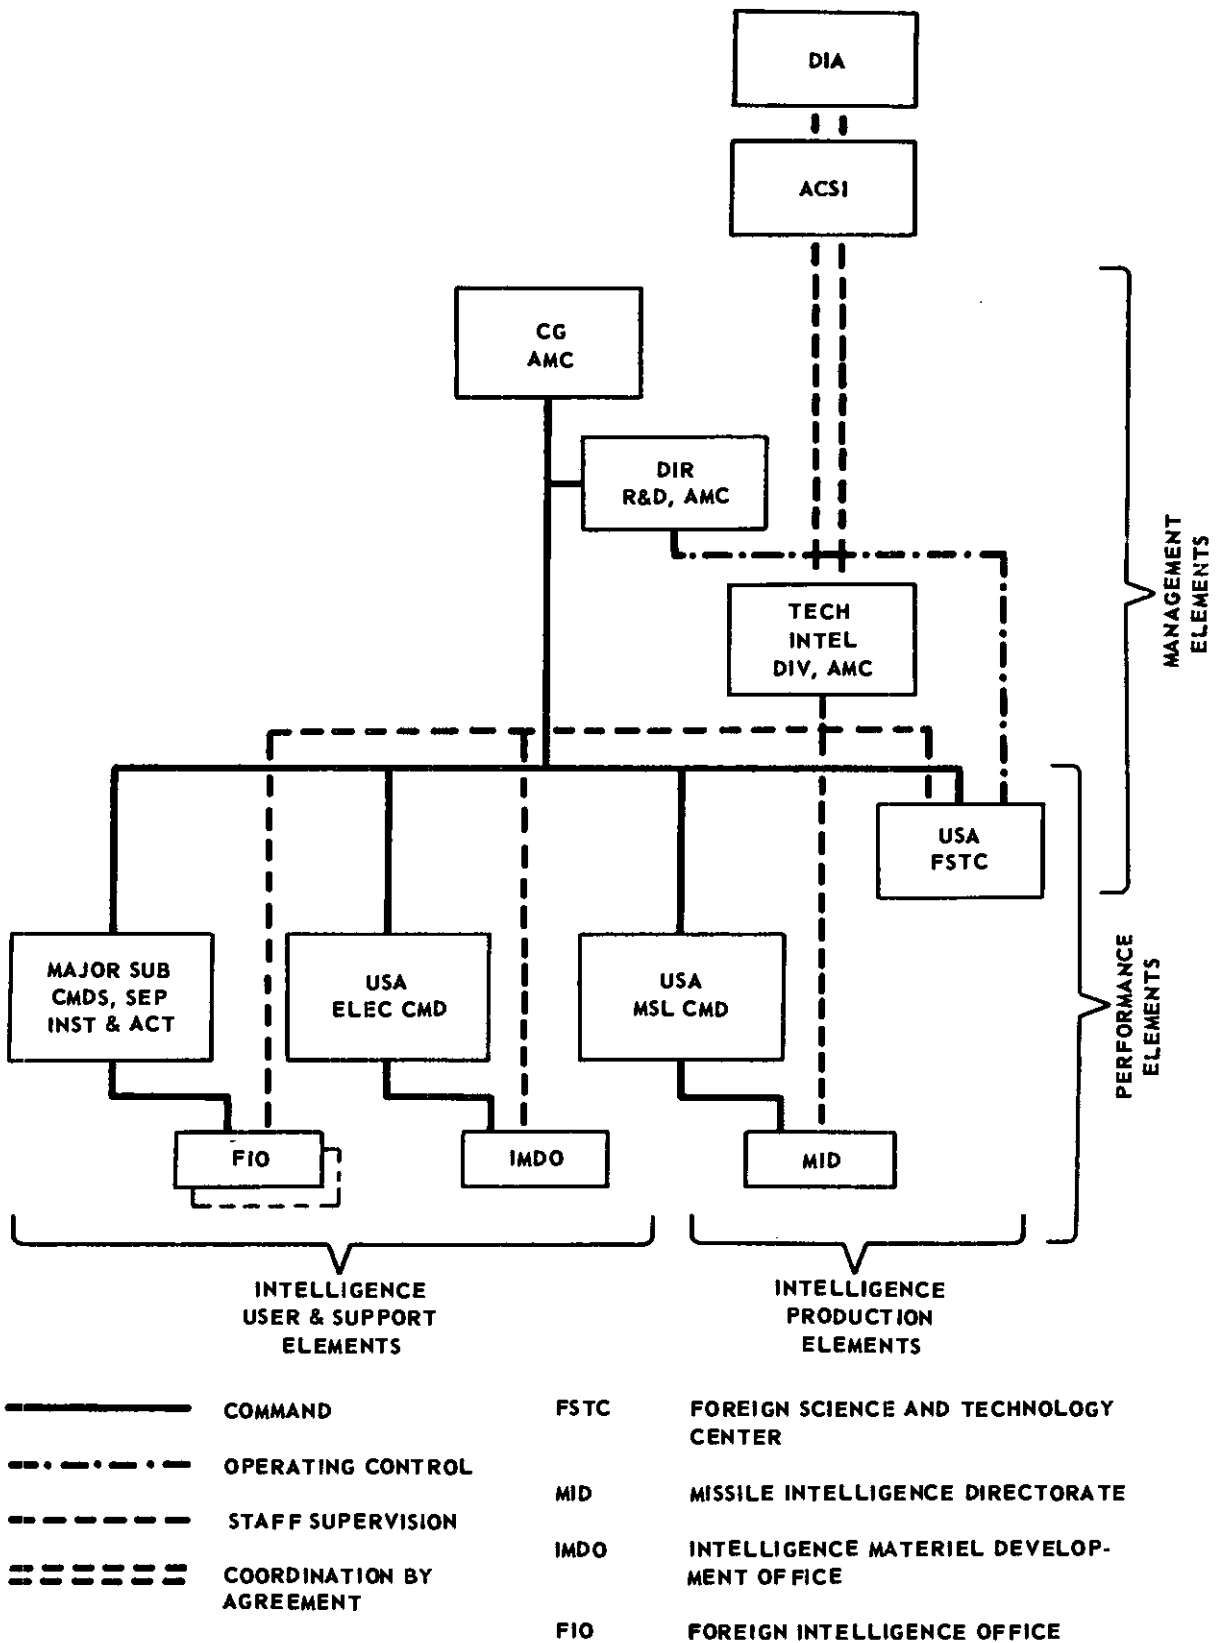 DIA
ACSI
CG
AMC
DIR
R&D, AMC
TECH
INTEL
DIV, AMC
MANAGEMENT
ELEMENTS
USA
FSTC
MAJOR SUB
CMDS, SEP
INST & ACT
USA
ELEC CMD
USA
MSL CMD
PERFORMANCE
ELEMENTS
FIO
IMDO
MID
INTELLIGENCE
USER & SUPPORT
ELEMENTS
INTELLIGENCE
PRODUCTION
ELEMENTS
COMMAND
OPERATING CONTROL
STAFF SUPERVISION
COORDINATION BY
AGREEMENT
FSTC FOREIGN SCIENCE AND TECHNOLOGY
CENTER
MID MISSILE INTELLIGENCE DIRECTORATE
IMDO INTELLIGENCE MATERIEL DEVELOP-
MENT OFFICE
FIO FOREIGN INTELLIGENCE OFFICE